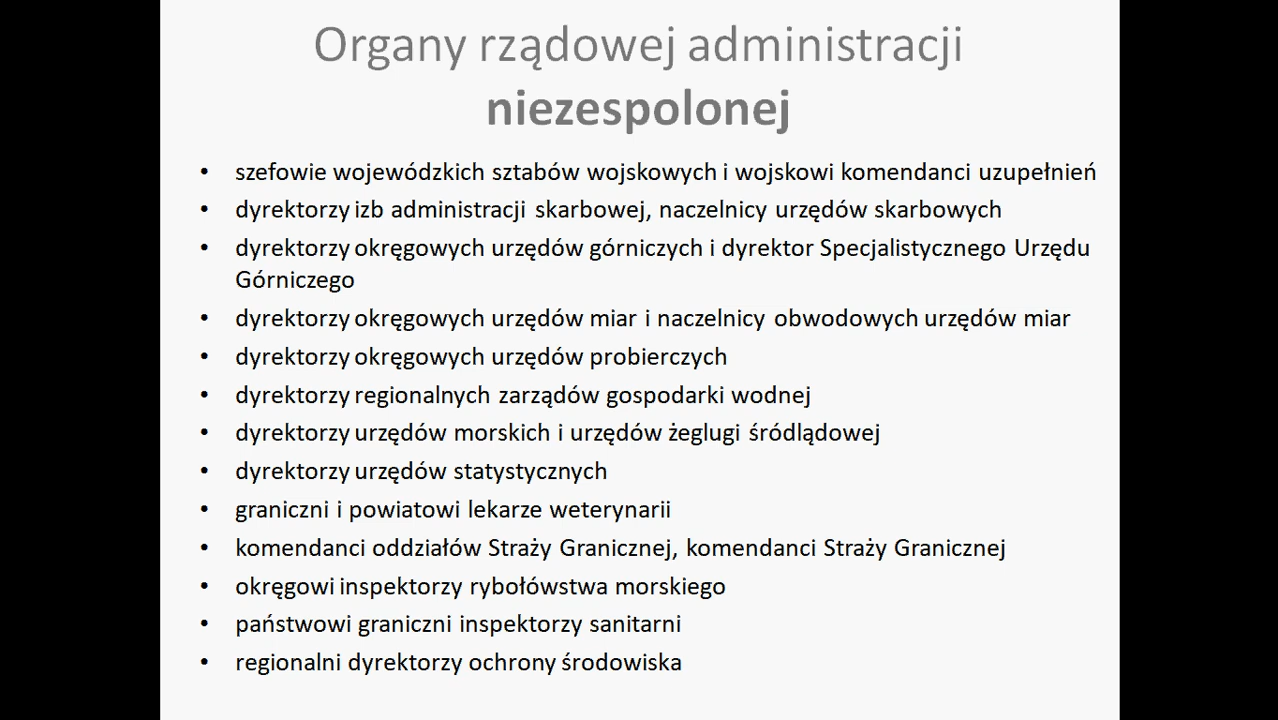 Organy rządowej administracji
niezespolonej
• szefowie wojewódzkich sztabów wojskowych i wojskowi komendanci uzupełnień
• dyrektorzy izb administracji skarbowej, naczelnicy urzędów skarbowych
• dyrektorzy okręgowych urzędów górniczych i dyrektor Specjalistycznego Urzędu
Górniczego
• dyrektorzy okręgowych urzędów miar i naczelnicy obwodowych urzędów miar
• dyrektorzy okręgowych urzędów probierczych
• dyrektorzy regionalnych zarządów gospodarki wodnej
• dyrektorzy urzędów morskich i urzędów żeglugi śródlądowej
• dyrektorzy urzędów statystycznych
• graniczni i powiatowi lekarze weterynarii
• komendanci oddziałów Straży Granicznej, komendanci Straży Granicznej
• okręgowi inspektorzy rybołówstwa morskiego
• państwowi graniczni inspektorzy sanitarni
• regionalni dyrektorzy ochrony środowiska